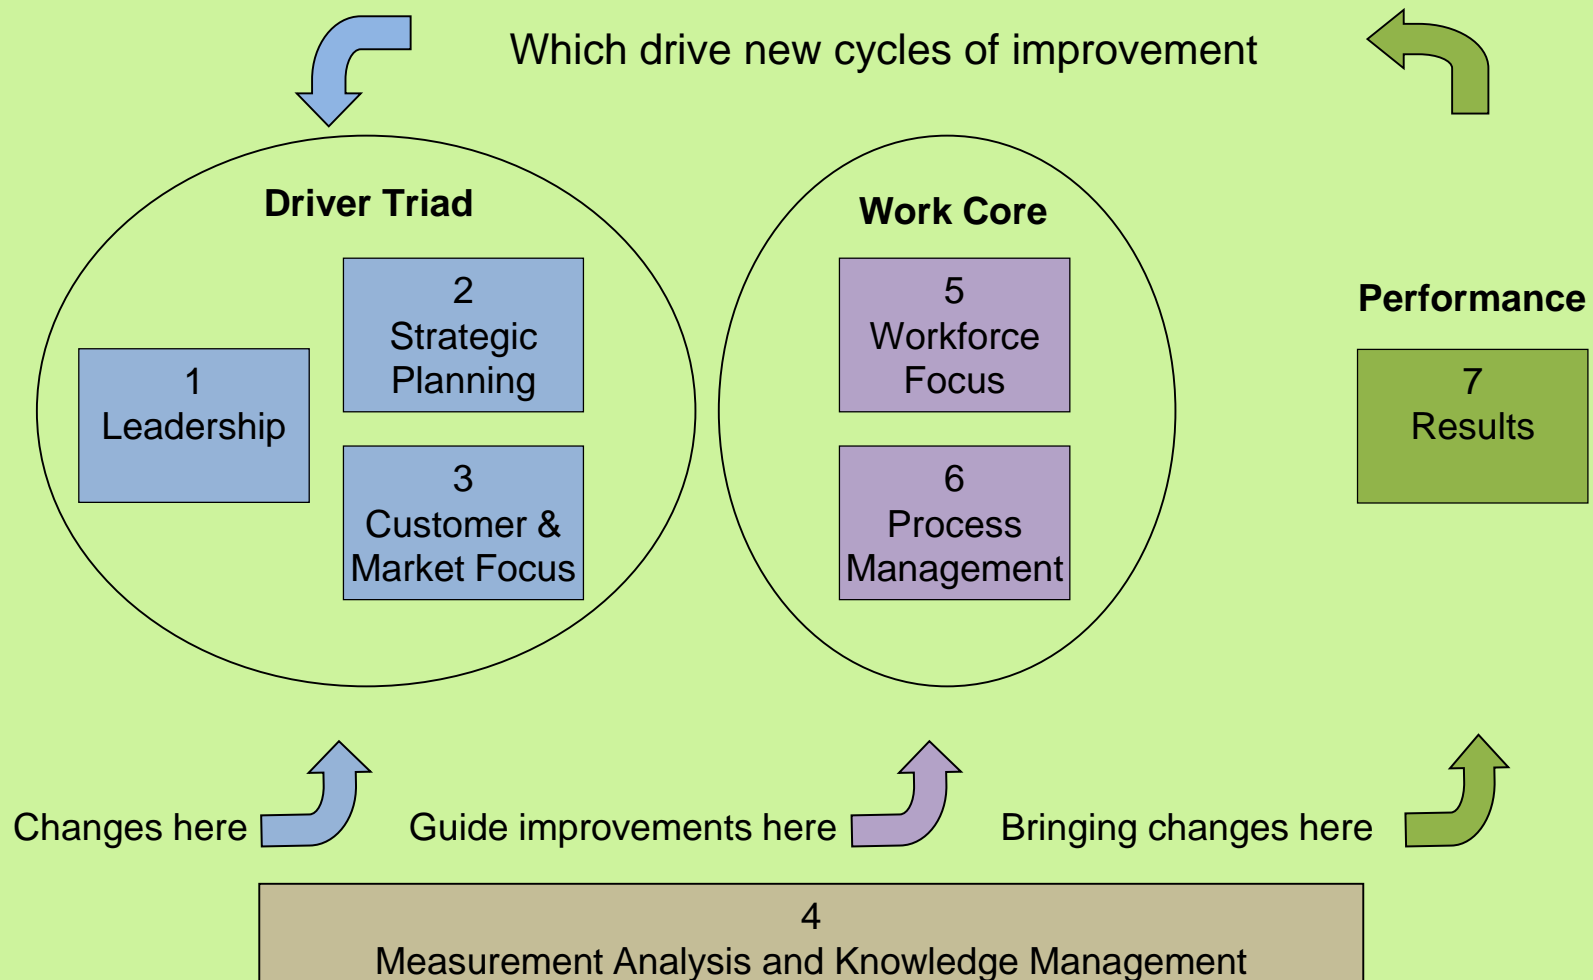 Which drive new cycles of improvement
Driver Triad
1
Leadership
2
Strategic
Planning
3
Customer &
Market Focus
Work Core
5
Workforce
Focus
6
Process
Management
Performance
7
Results
Changes here
Guide improvements here
Bringing changes here
4
Measurement Analysis and Knowledge Management